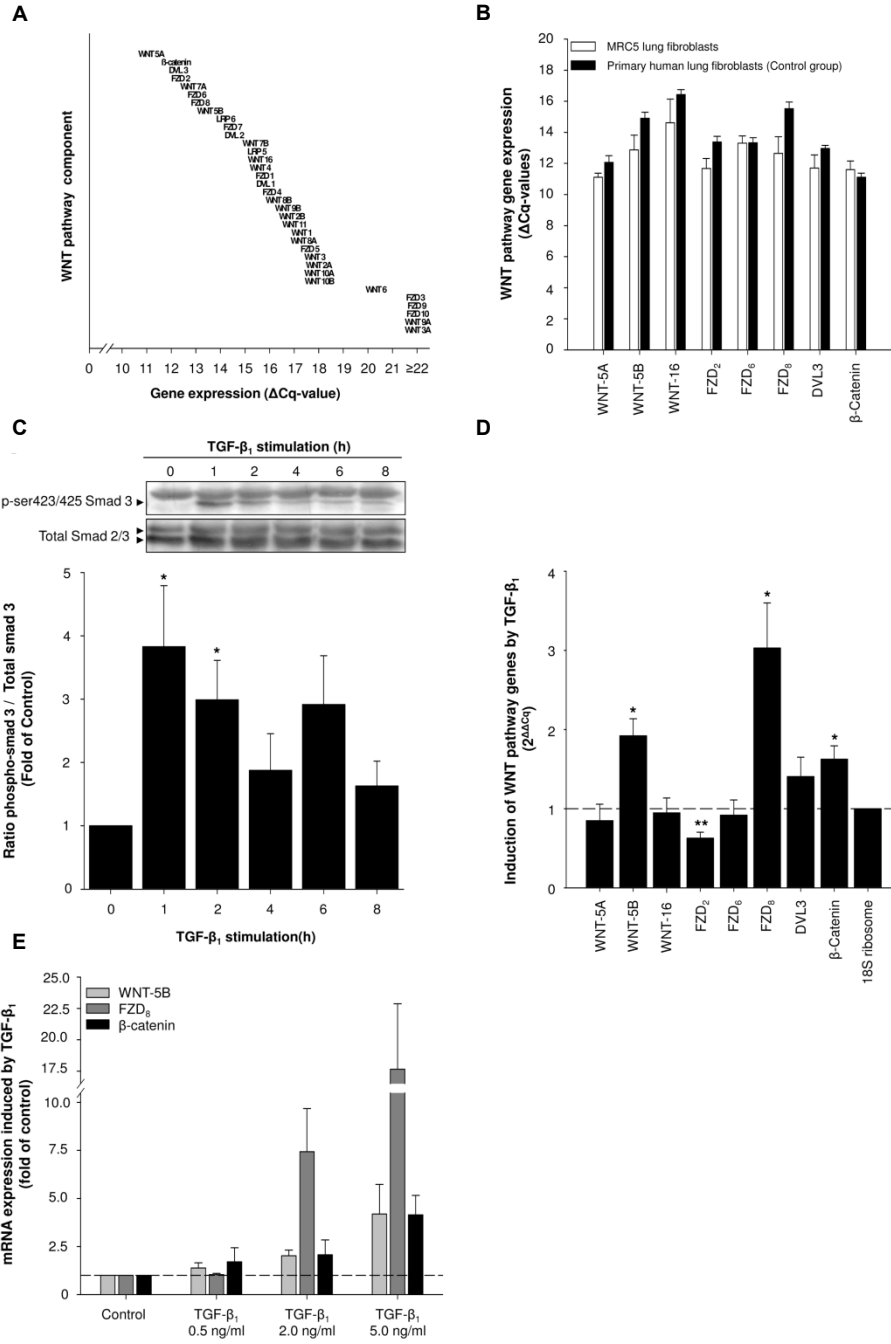 A
WNT pathway component
WNT5A
β-catenin
DVL3
FZD2
WNT7A
FZD6
FZD8
WNT5B
LRP6
FZD7
DVL2
WNT7B
LRP5
WNT16
WNT4
FZD1
DVL1
FZD4
WNT8B
WNT9B
WNT2B
WNT11
WNT1
WNT8A
FZD5
WNT3
WNT2A
WNT10A
WNT10B
WNT6
FZD3
FZD9
FZD10
WNT9A
WNT3A
0 10 11 12 13 14 15 16 17 18 19 20 21 ≥22
Gene expression (ΔCq-value)
B
WNT pathway gene expression
(ΔCq-values)
20
18
16
14
12
10
8
6
4
2
0
MRC5 lung fibroblasts
Primary human lung fibroblasts (Control group)
WNT-5A
WNT-5B
WNT-16
FZD₂
FZD₆
FZD₈
DVL3
β-Catenin
C
TGF-β₁ stimulation (h)
0 1 2 4 6 8
p-ser423/425 Smad 3
Total Smad 2/3
Ratio phospho-smad 3 / Total smad 3
(Fold of Control)
5
4
3
2
1
0
*
*
0 1 2 4 6 8
TGF-β₁ stimulation(h)
D
Induction of WNT pathway genes by TGF-β₁
(2^ΔΔCq)
4
3
2
1
0
*
**
*
*
WNT-5A
WNT-5B
WNT-16
FZD₂
FZD₆
FZD₈
DVL3
β-Catenin
18S ribosome
E
mRNA expression induced by TGF-β₁
(fold of control)
25.0
22.5
20.0
17.5
10.0
7.5
5.0
2.5
0
WNT-5B
FZD₈
β-catenin
Control
TGF-β₁
0.5 ng/ml
TGF-β₁
2.0 ng/ml
TGF-β₁
5.0 ng/ml